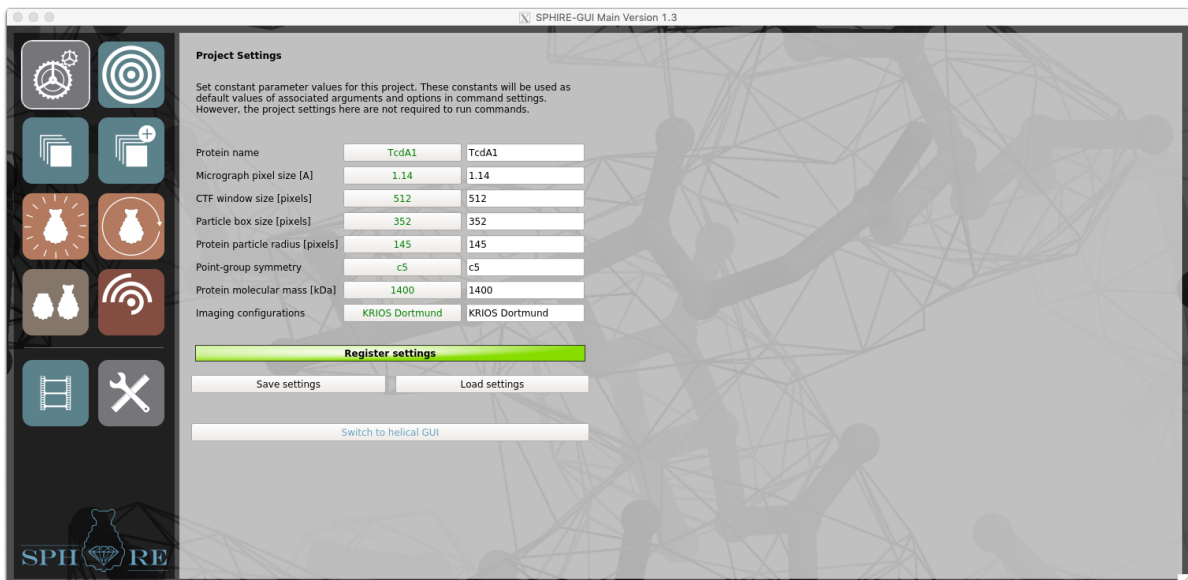 SPHIRE-GUI Main Version 1.3
Project Settings
Set constant parameter values for this project. These constants will be used as
default values of associated arguments and options in command settings.
However, the project settings here are not required to run commands.
Protein name TcdA1 TcdA1
Micrograph pixel size [A] 1.14 1.14
CTF window size [pixels] 512 512
Particle box size [pixels] 352 352
Protein particle radius [pixels] 145 145
Point-group symmetry c5 c5
Protein molecular mass [kDa] 1400 1400
Imaging configurations KRIOS Dortmund KRIOS Dortmund
Register settings
Save settings Load settings
Switch to helical GUI
SPHIRE